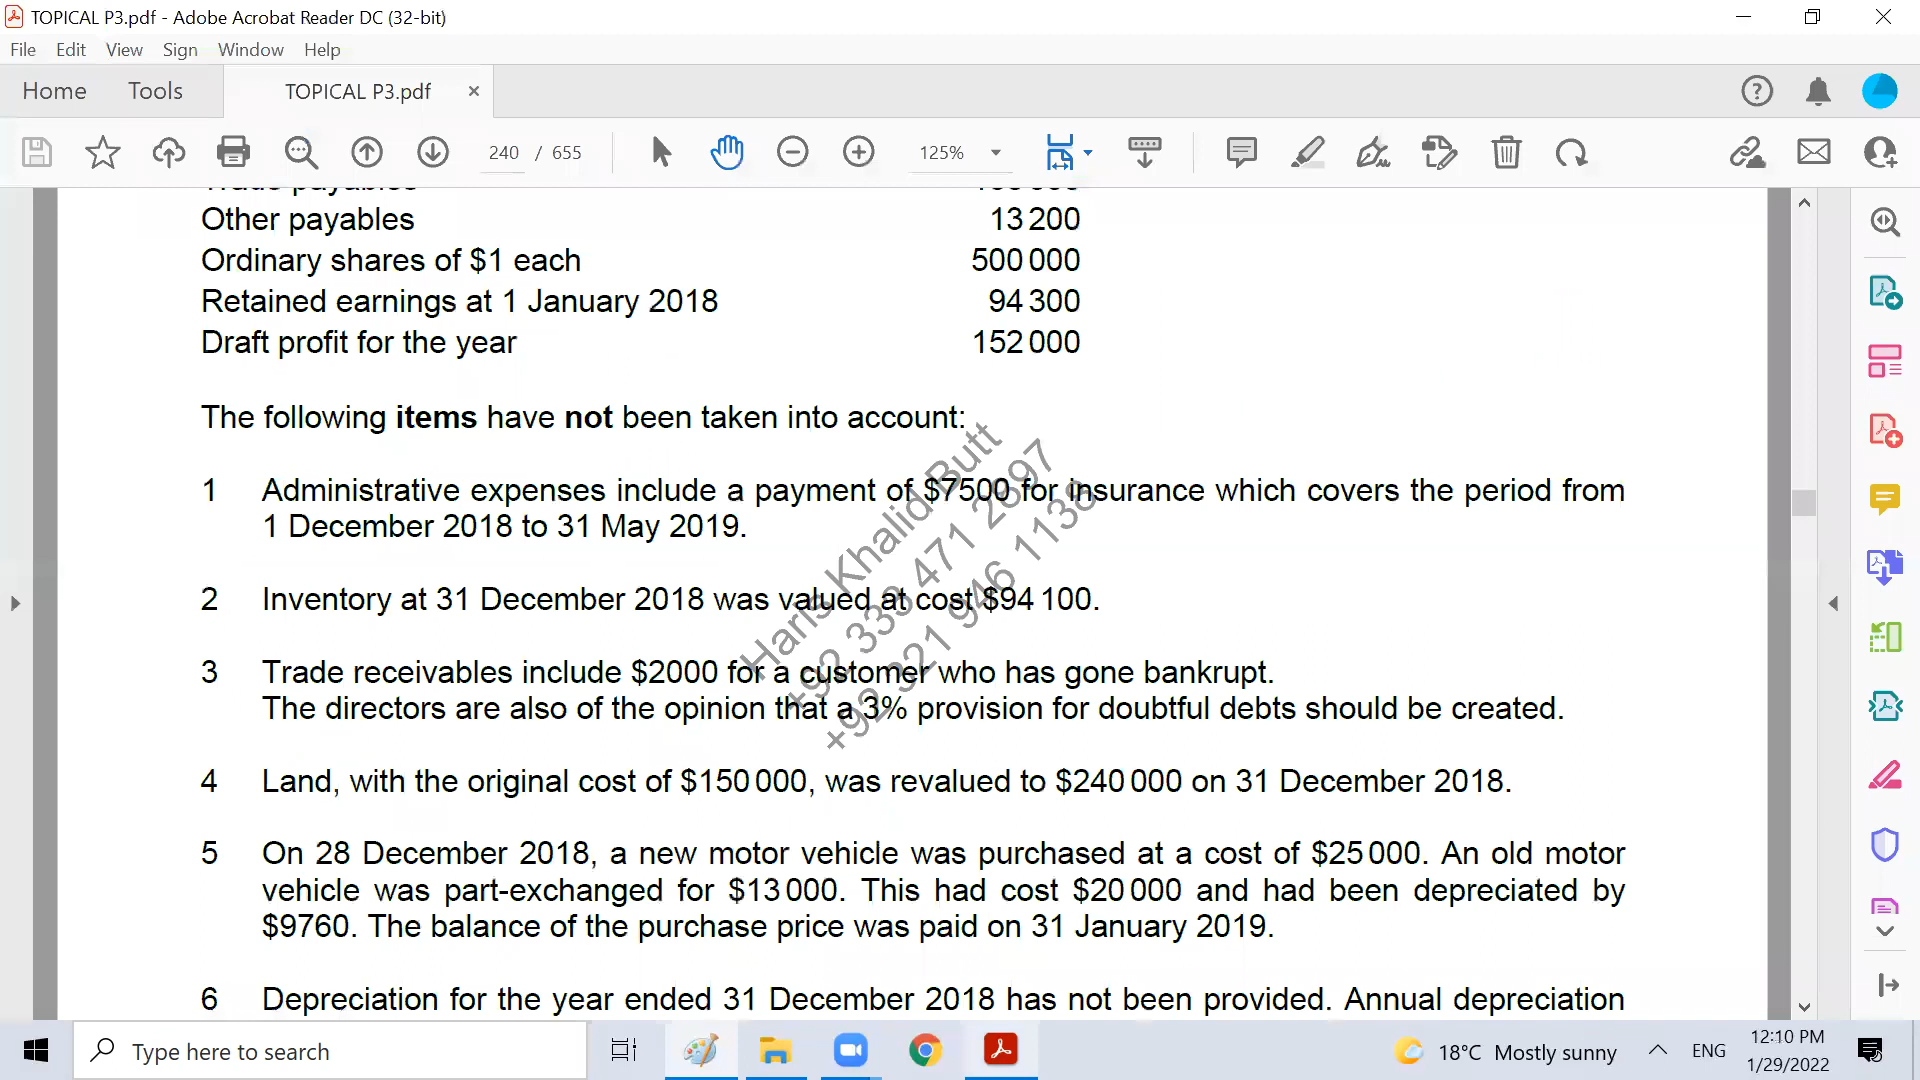 TOPICAL P3.pdf - Adobe Acrobat Reader DC (32-bit)
File Edit View Sign Window Help
Home Tools TOPICAL P3.pdf
240 / 655 125%
Other payables 13 200
Ordinary shares of $1 each 500 000
Retained earnings at 1 January 2018 94 300
Draft profit for the year 152 000
The following items have not been taken into account:
1 Administrative expenses include a payment of $7500 for insurance which covers the period from
1 December 2018 to 31 May 2019.
2 Inventory at 31 December 2018 was valued at cost $94 100.
3 Trade receivables include $2000 for a customer who has gone bankrupt.
The directors are also of the opinion that a 3% provision for doubtful debts should be created.
4 Land, with the original cost of $150 000, was revalued to $240 000 on 31 December 2018.
5 On 28 December 2018, a new motor vehicle was purchased at a cost of $25 000. An old motor
vehicle was part-exchanged for $13 000. This had cost $20 000 and had been depreciated by
$9760. The balance of the purchase price was paid on 31 January 2019.
6 Depreciation for the year ended 31 December 2018 has not been provided. Annual depreciation
Haris Khalid Butt
+92 333 471 2897
+92 321 946 1138
Type here to search
18°C Mostly sunny
ENG
12:10 PM
1/29/2022